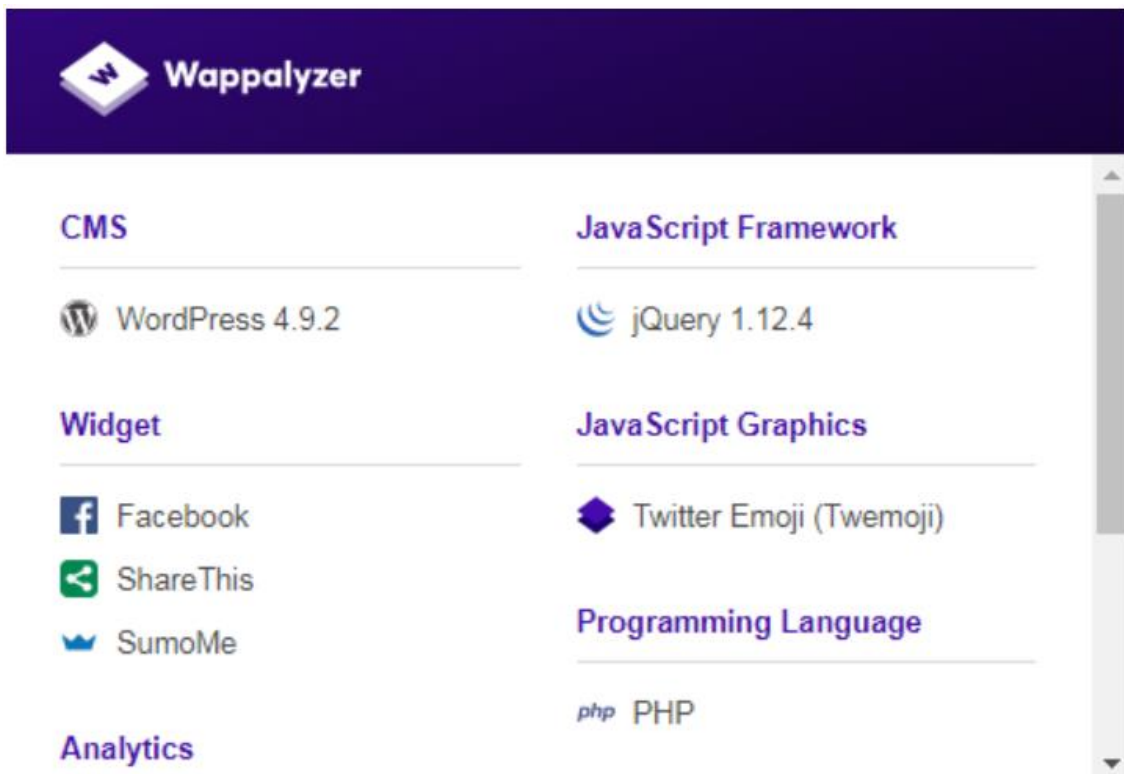 W
Wappalyzer
CMS
WordPress 4.9.2
Widget
Facebook
ShareThis
SumoMe
Analytics
JavaScript Framework
jQuery 1.12.4
JavaScript Graphics
Twitter Emoji (Twemoji)
Programming Language
php PHP